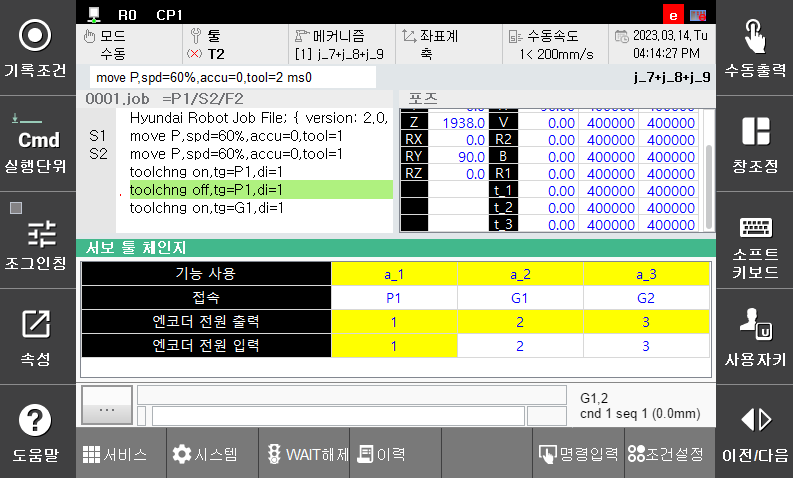 R0 CP1
e
모드
수동
툴
(X) T2
메커니즘
[1] j_7+j_8+j_9
좌표계
축
수동속도
1< 200mm/s
2023.03.14. Tu
04:14:27 PM
move P,spd=60%,accu=0,tool=2 ms0
j_7+j_8+j_9
0001.job =P1/S2/F2
Hyundai Robot Job File; { version: 2.0,
S1 move P,spd=60%,accu=0,tool=1
S2 move P,spd=60%,accu=0,tool=1
toolchng on,tg=P1,di=1
toolchng off,tg=P1,di=1
toolchng on,tg=G1,di=1
포즈
Z 1938.0 V 0.00 400000 400000
RX 0.0 R2 0.00 400000 400000
RY 90.0 B 0.00 400000 400000
RZ 0.0 R1 0.00 400000 400000
t_1 0.00 400000 400000
t_2 0.00 400000 400000
t_3 0.00 400000 400000
서보 툴 체인지
기능 사용 a_1 a_2 a_3
접속 P1 G1 G2
엔코더 전원 출력 1 2 3
엔코더 전원 입력 1 2 3
...
G1,2
cnd 1 seq 1 (0.0mm)
서비스
시스템
WAIT해제
이력
명령입력
조건설정
기록조건
Cmd
실행단위
조그인칭
속성
?
도움말
수동출력
창조정
소프트
키보드
u
사용자키
이전/다음